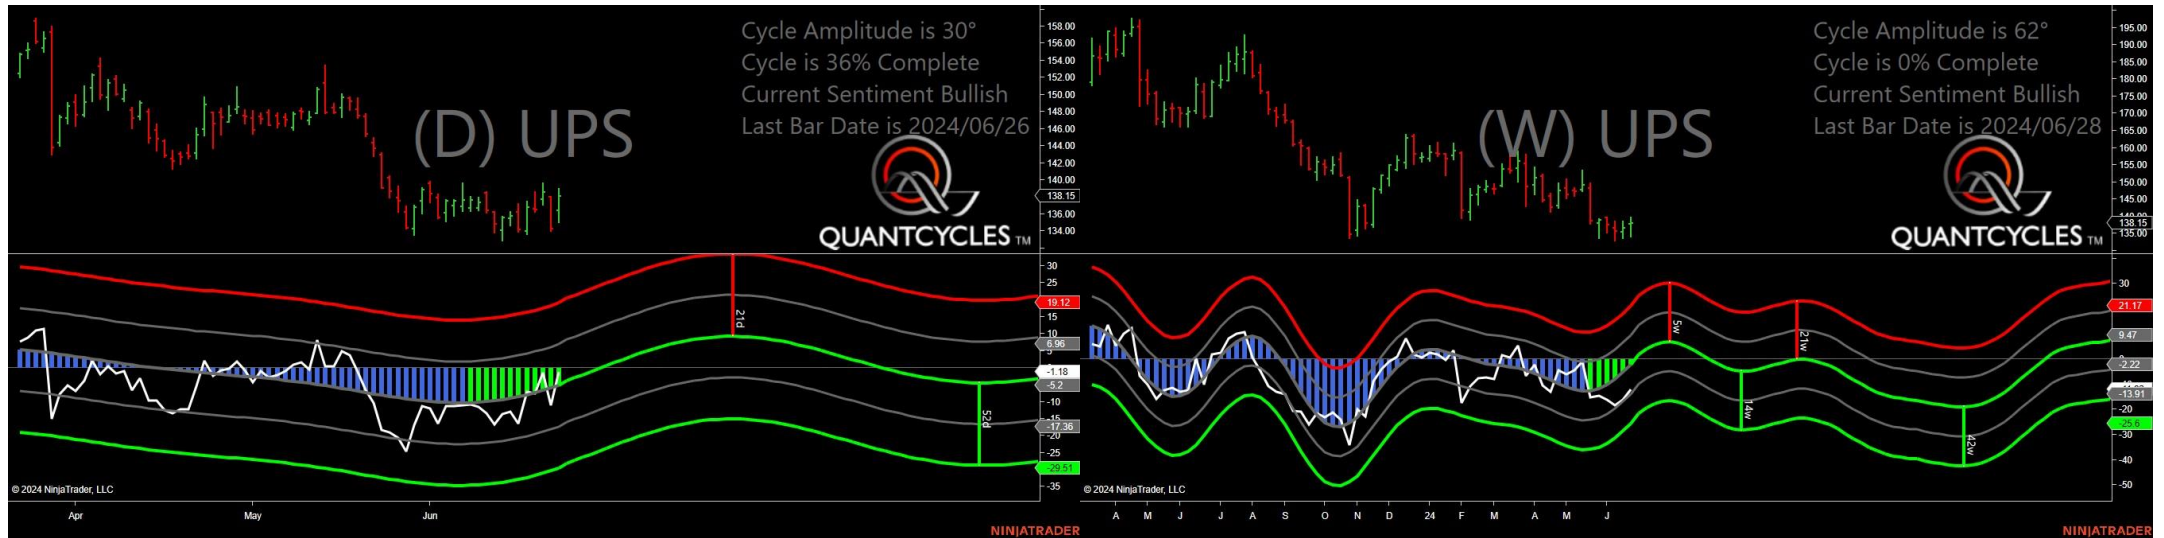 Cycle Amplitude is 30°
Cycle is 36% Complete
Current Sentiment Bullish
Last Bar Date is 2024/06/26
(D) UPS
QUANTCYCLES TM
158.00
156.00
154.00
152.00
150.00
148.00
146.00
144.00
142.00
140.00
138.15
136.00
134.00
30
25
19.12
15
10
6.96
5
-1.18
-5.2
-10
-15
-17.36
-20
-25
-29.51
-35
21d
52d
© 2024 NinjaTrader, LLC
Apr
May
Jun
NINJATRADER
Cycle Amplitude is 62°
Cycle is 0% Complete
Current Sentiment Bullish
Last Bar Date is 2024/06/28
(W) UPS
QUANTCYCLES TM
195.00
190.00
185.00
180.00
175.00
170.00
165.00
160.00
155.00
150.00
145.00
140.00
138.15
135.00
30
21.17
9.47
-2.22
-13.91
-20
-25.6
-30
-40
-50
5w
14w
21w
42w
© 2024 NinjaTrader, LLC
A
M
J
J
A
S
O
N
D
24
F
M
A
M
J
NINJATRADER